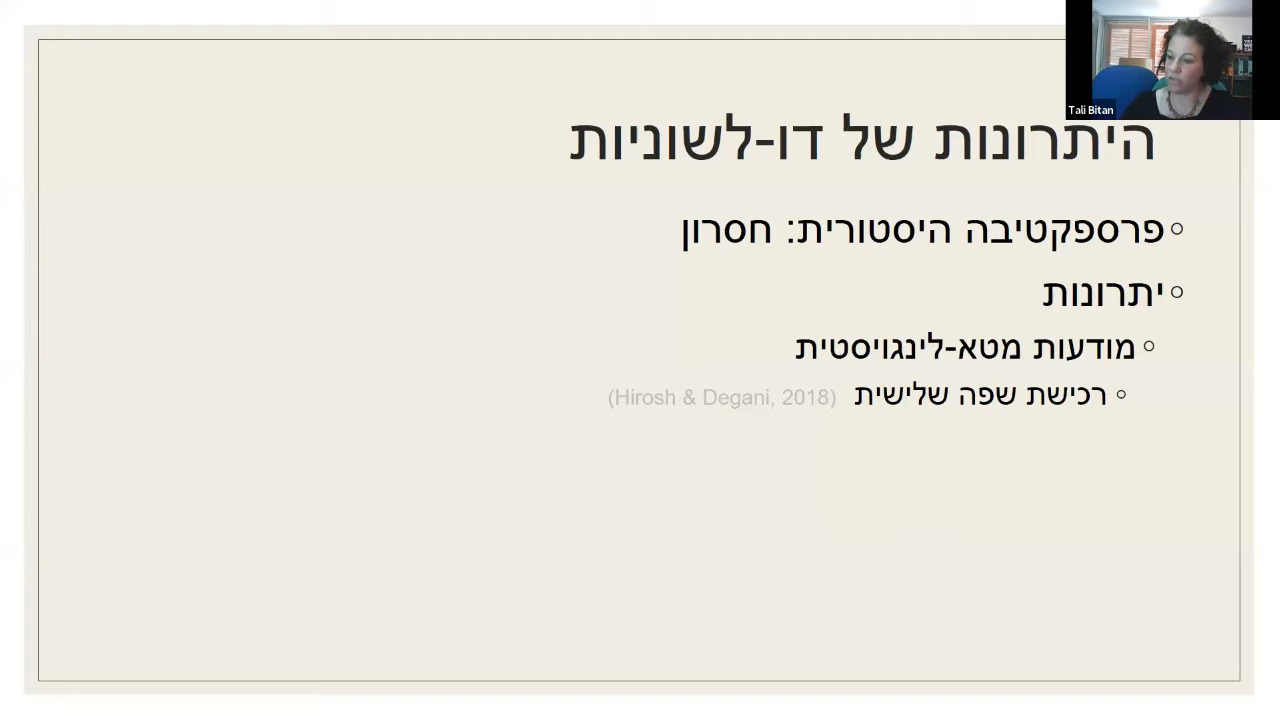 Tali Bitan
היתרונות של דו-לשוניות
◦פרספקטיבה היסטורית: חסרון
◦יתרונות
◦מודעות מטא-לינגויסטית
◦רכישת שפה שלישית (Hirosh & Degani, 2018)